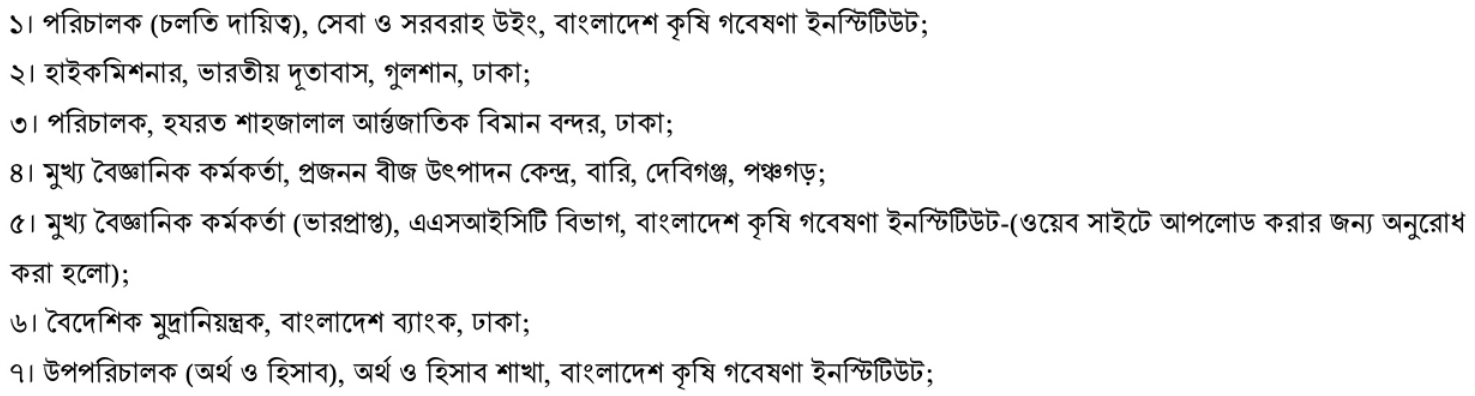 ১। পরিচালক (চলতি দায়িত্ব), সেবা ও সরবরাহ উইং, বাংলাদেশ কৃষি গবেষণা ইনস্টিটিউট;
২। হাইকমিশনার, ভারতীয় দূতাবাস, গুলশান, ঢাকা;
৩। পরিচালক, হযরত শাহজালাল আর্ন্তজাতিক বিমান বন্দর, ঢাকা;
৪। মুখ্য বৈজ্ঞানিক কর্মকর্তা, প্রজনন বীজ উৎপাদন কেন্দ্র, বারি, দেবিগঞ্জ, পঞ্চগড়;
৫। মুখ্য বৈজ্ঞানিক কর্মকর্তা (ভারপ্রাপ্ত), এএসআইসিটি বিভাগ, বাংলাদেশ কৃষি গবেষণা ইনস্টিটিউট-(ওয়েব সাইটে আপলোড করার জন্য অনুরোধ
করা হলো);
৬। বৈদেশিক মুদ্রানিয়ন্ত্রক, বাংলাদেশ ব্যাংক, ঢাকা;
৭। উপপরিচালক (অর্থ ও হিসাব), অর্থ ও হিসাব শাখা, বাংলাদেশ কৃষি গবেষণা ইনস্টিটিউট;